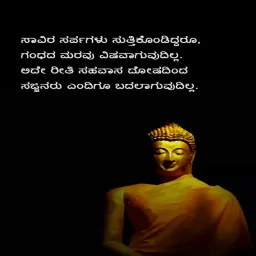 ಸಾವಿರ ಸರ್ಪಗಳು ಸುತ್ತಿಕೊಂಡಿದ್ದರೂ,
ಗಂಧದ ಮರವು ವಿಷವಾಗುವುದಿಲ್ಲ.
ಅದೇ ರೀತಿ ಸಹವಾಸ ದೋಷದಿಂದ
ಸಜ್ಜನರು ಎಂದಿಗೂ ಬದಲಾಗುವುದಿಲ್ಲ.